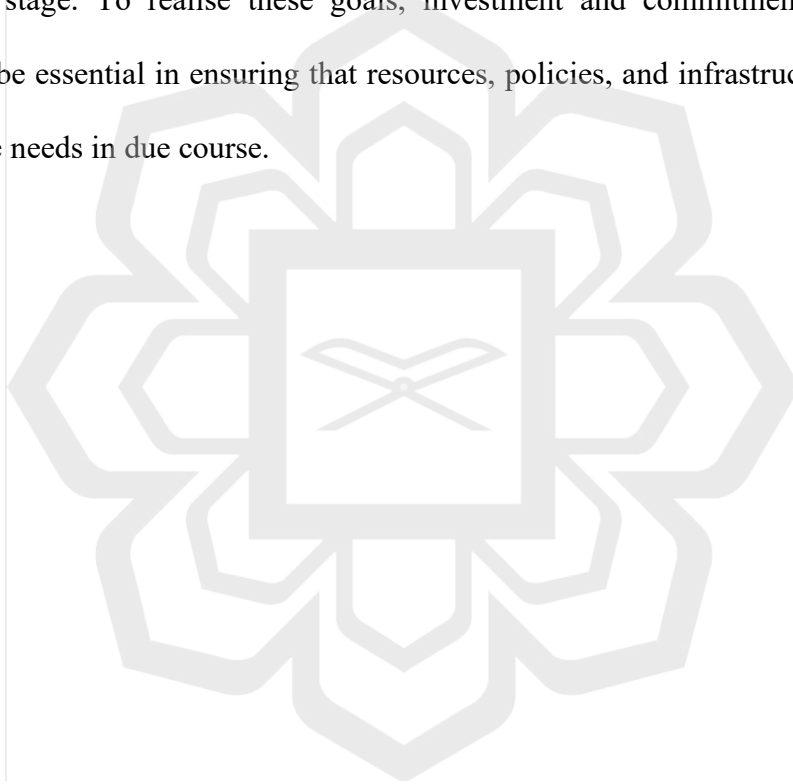 stage. To realise these goals, investment and commitmen
be essential in ensuring that resources, policies, and infrastruc
needs in due course.